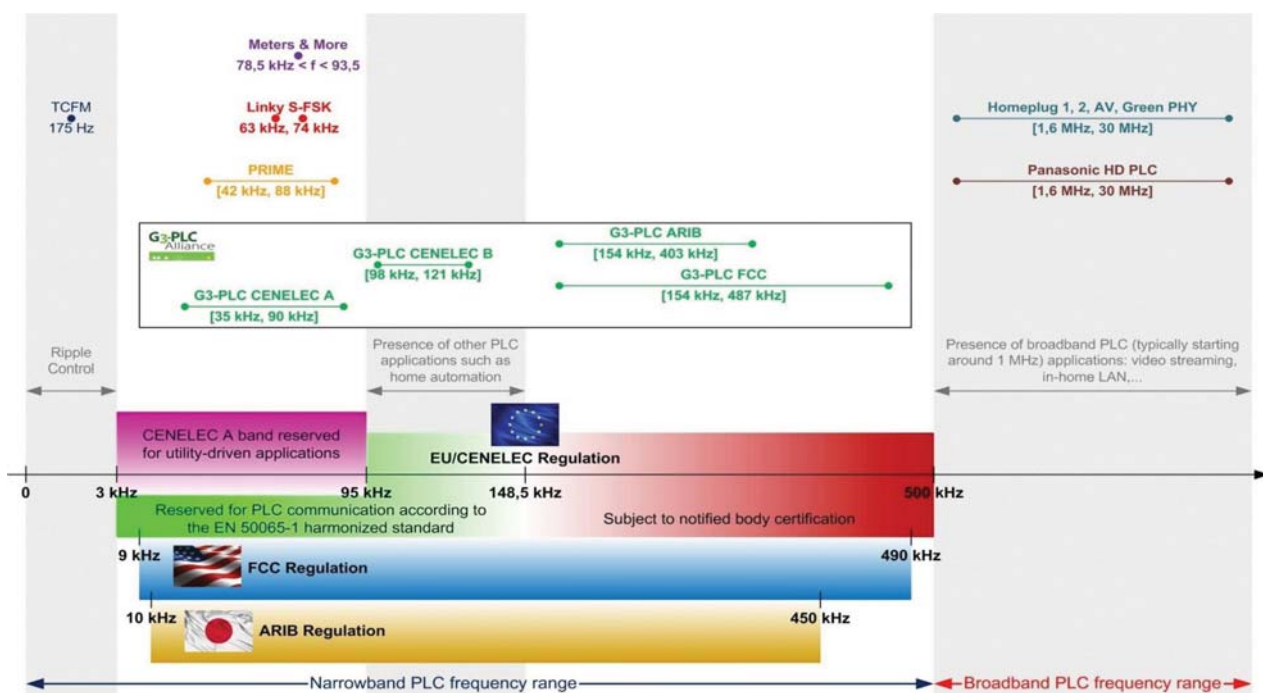 Meters & More
78,5 kHz < f < 93,5
TCFM
175 Hz
Linky S-FSK
63 kHz, 74 kHz
Homeplug 1, 2, AV, Green PHY
[1,6 MHz, 30 MHz]
PRIME
[42 kHz, 88 kHz]
Panasonic HD PLC
[1,6 MHz, 30 MHz]
G3-PLC
Alliance
G3-PLC ARIB
[154 kHz, 403 kHz]
G3-PLC CENELEC B
[98 kHz, 121 kHz]
G3-PLC FCC
[154 kHz, 487 kHz]
G3-PLC CENELEC A
[35 kHz, 90 kHz]
Ripple
Control
Presence of other PLC
applications such as
home automation
Presence of broadband PLC (typically starting
around 1 MHz) applications: video streaming,
in-home LAN,...
CENELEC A band reserved
for utility-driven applications
EU/CENELEC Regulation
0
3 kHz
95 kHz
148,5 kHz
500 kHz
Reserved for PLC communication according to
the EN 50065-1 harmonized standard
Subject to notified body certification
9 kHz
FCC Regulation
490 kHz
10 kHz
ARIB Regulation
450 kHz
Narrowband PLC frequency range
Broadband PLC frequency range